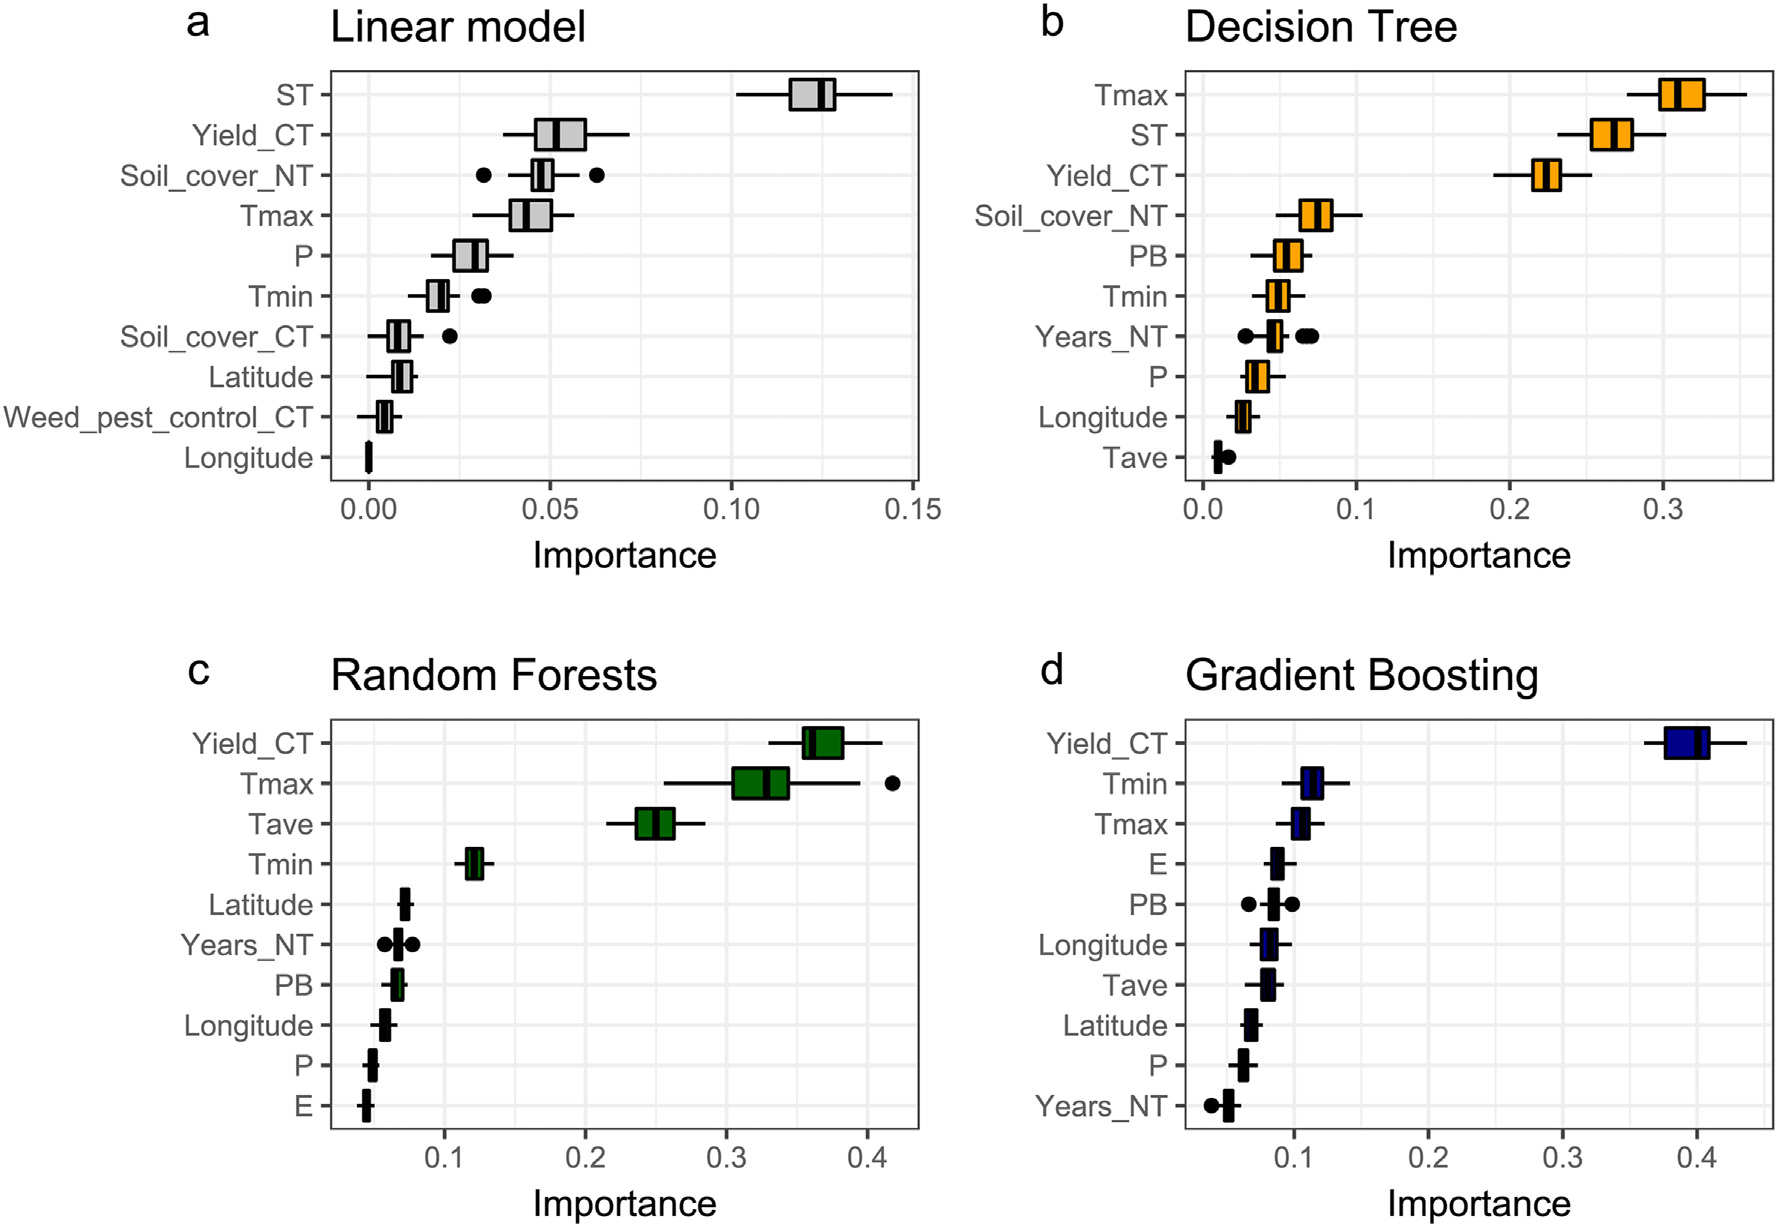 a Linear model
ST
Yield_CT
Soil_cover_NT
Tmax
P
Tmin
Soil_cover_CT
Latitude
Weed_pest_control_CT
Longitude
0.00 0.05 0.10 0.15
Importance
b Decision Tree
Tmax
ST
Yield_CT
Soil_cover_NT
PB
Tmin
Years_NT
P
Longitude
Tave
0.0 0.1 0.2 0.3
Importance
c Random Forests
Yield_CT
Tmax
Tave
Tmin
Latitude
Years_NT
PB
Longitude
P
E
0.1 0.2 0.3 0.4
Importance
d Gradient Boosting
Yield_CT
Tmin
Tmax
E
PB
Longitude
Tave
Latitude
P
Years_NT
0.1 0.2 0.3 0.4
Importance